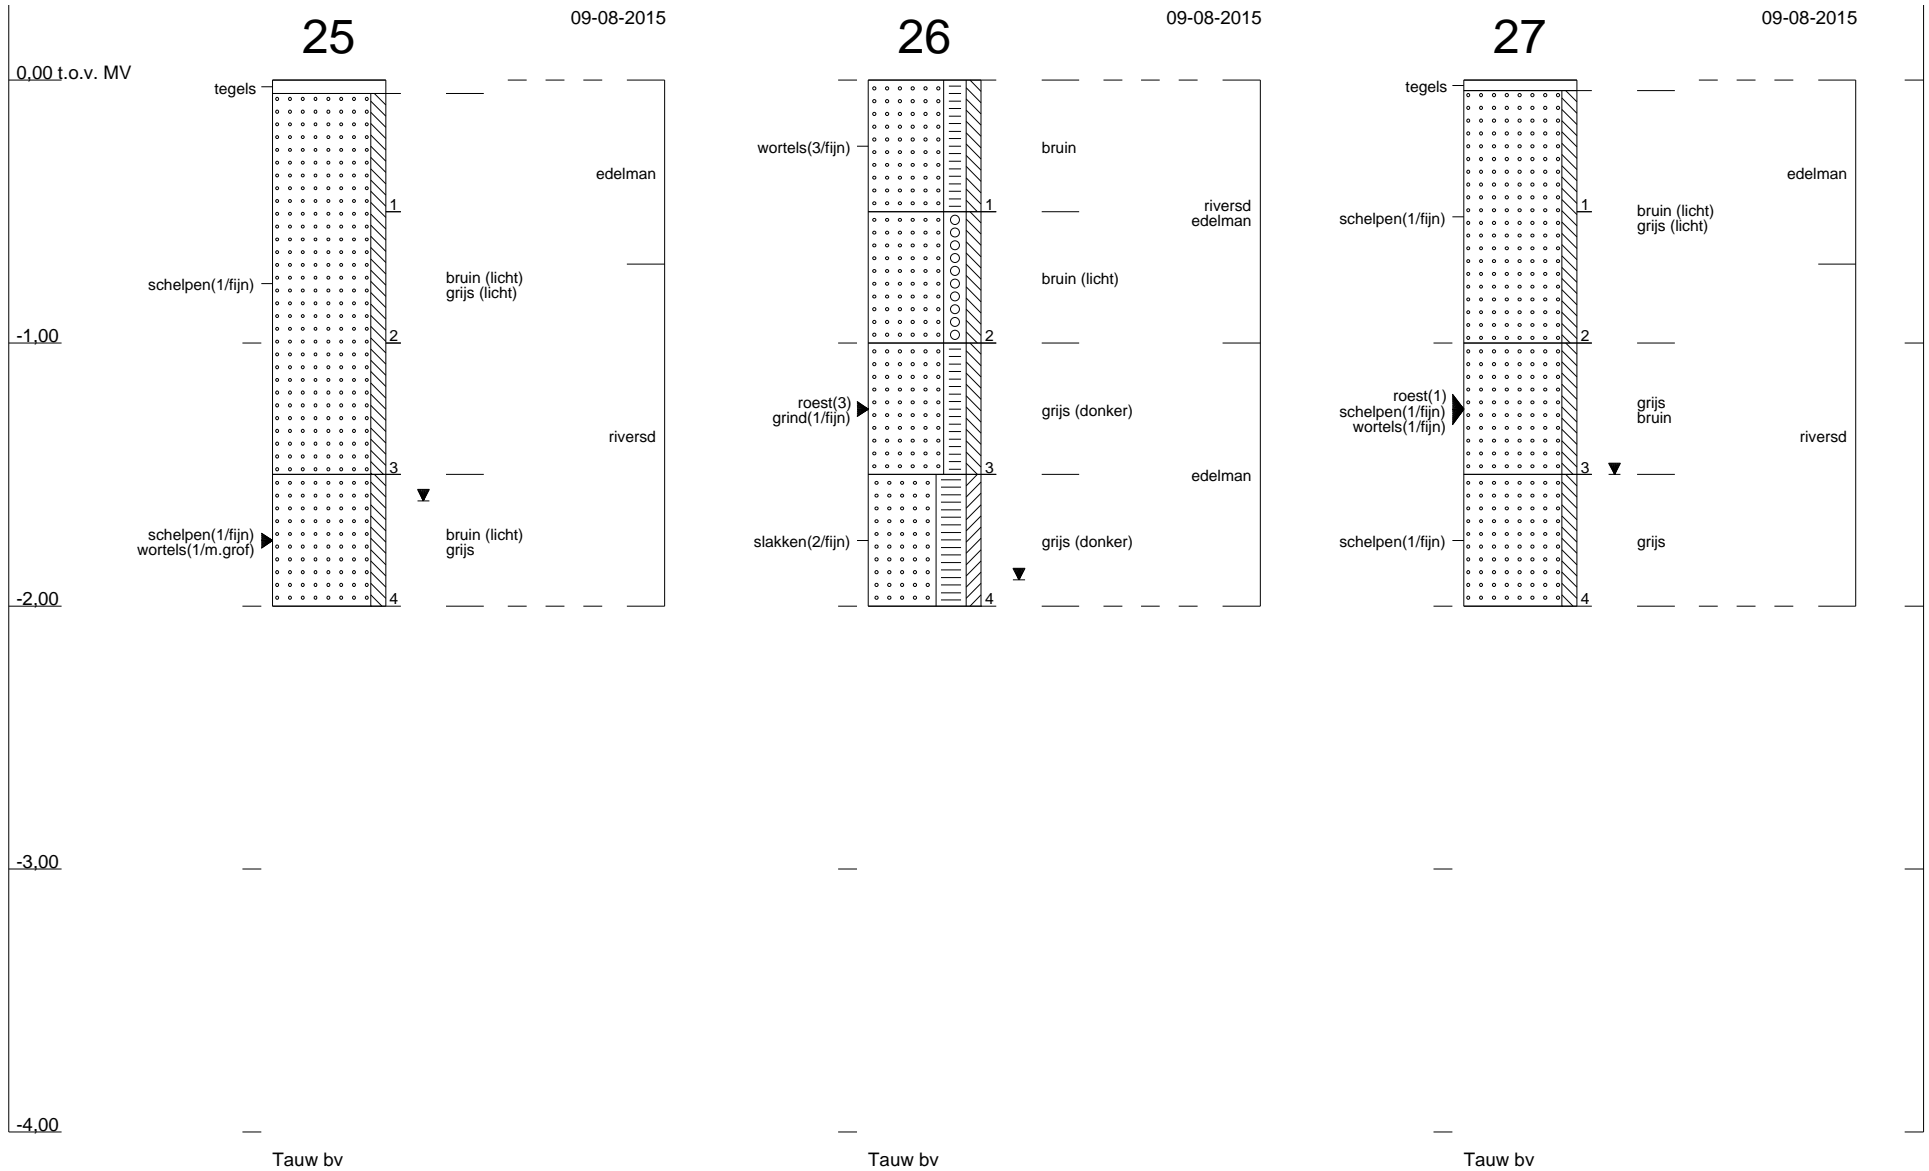 25
09-08-2015
26
09-08-2015
27
09-08-2015
0,00 t.o.v. MV
-1,00
-2,00
-3,00
-4,00
tegels
schelpen(1/fijn)
schelpen(1/fijn)
wortels(1/m.grof)
1
2
3
4
bruin (licht)
grijs (licht)
bruin (licht)
grijs
edelman
riversd
wortels(3/fijn)
roest(3)
grind(1/fijn)
slakken(2/fijn)
1
2
3
4
bruin
bruin (licht)
grijs (donker)
grijs (donker)
riversd
edelman
edelman
tegels
schelpen(1/fijn)
roest(1)
schelpen(1/fijn)
wortels(1/fijn)
schelpen(1/fijn)
1
2
3
4
bruin (licht)
grijs (licht)
grijs
bruin
grijs
edelman
riversd
Tauw bv
Tauw bv
Tauw bv